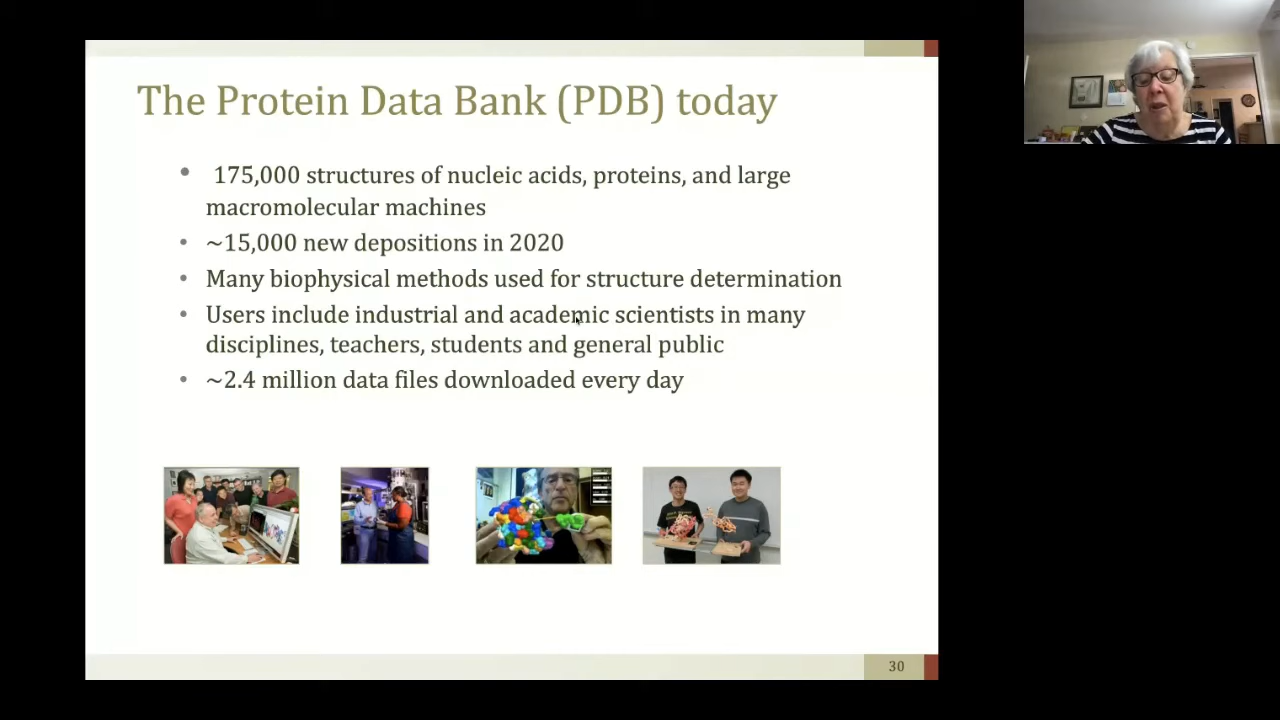 The Protein Data Bank (PDB) today
• 175,000 structures of nucleic acids, proteins, and large
macromolecular machines
• ~15,000 new depositions in 2020
• Many biophysical methods used for structure determination
• Users include industrial and academic scientists in many
disciplines, teachers, students and general public
• ~2.4 million data files downloaded every day
30